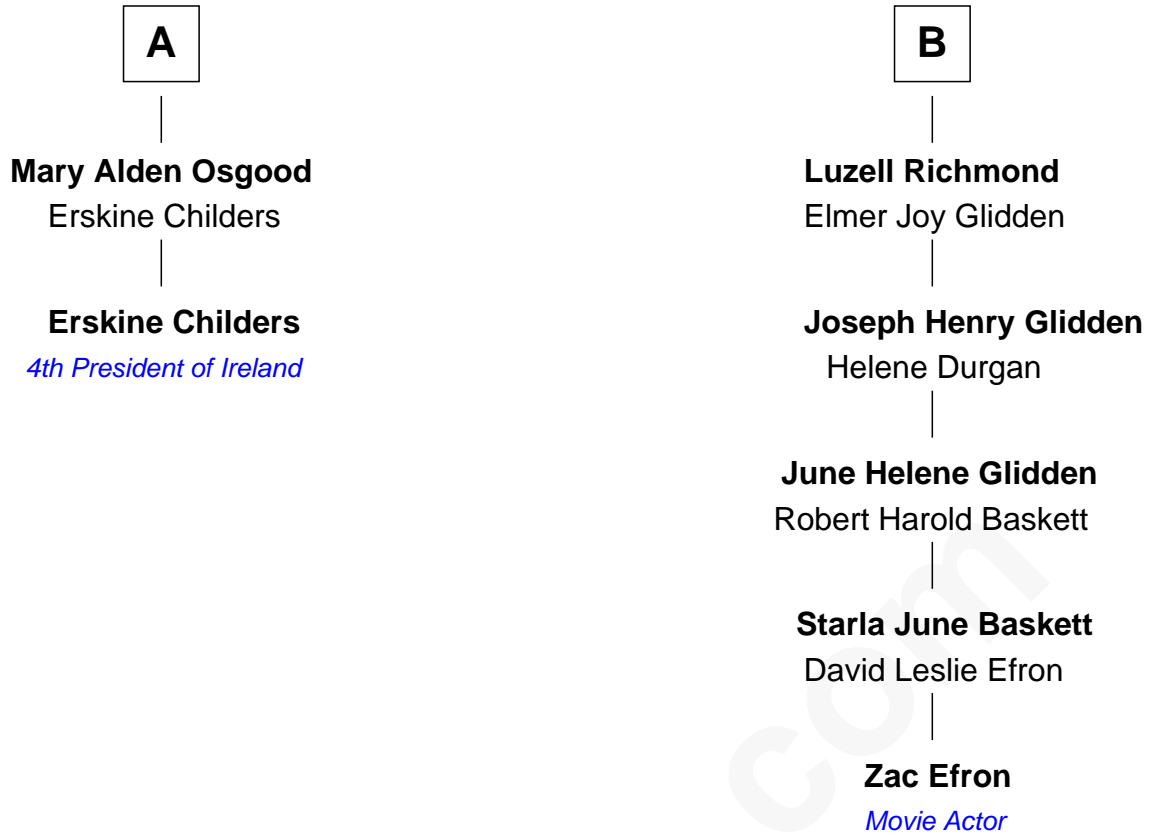 A
Mary Alden Osgood
Erskine Childers
Erskine Childers
4th President of Ireland
B
Luzell Richmond
Elmer Joy Glidden
Joseph Henry Glidden
Helene Durgan
June Helene Glidden
Robert Harold Baskett
Starla June Baskett
David Leslie Efron
Zac Efron
Movie Actor
com